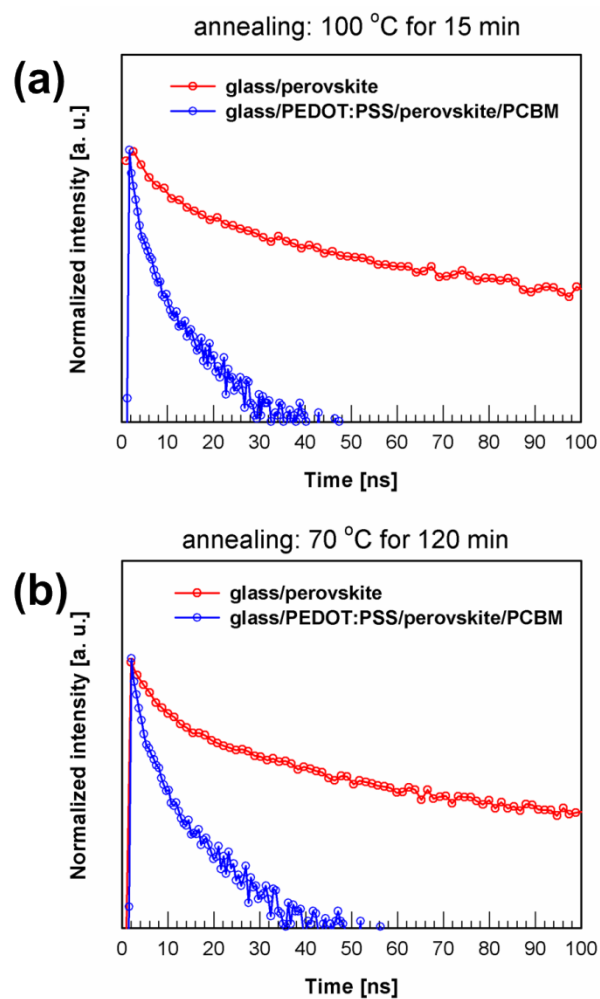 annealing: 100 °C for 15 min
(a)
glass/perovskite
glass/PEDOT:PSS/perovskite/PCBM
Normalized intensity [a. u.]
0 10 20 30 40 50 60 70 80 90 100
Time [ns]
annealing: 70 °C for 120 min
(b)
glass/perovskite
glass/PEDOT:PSS/perovskite/PCBM
Normalized intensity [a. u.]
0 10 20 30 40 50 60 70 80 90 100
Time [ns]